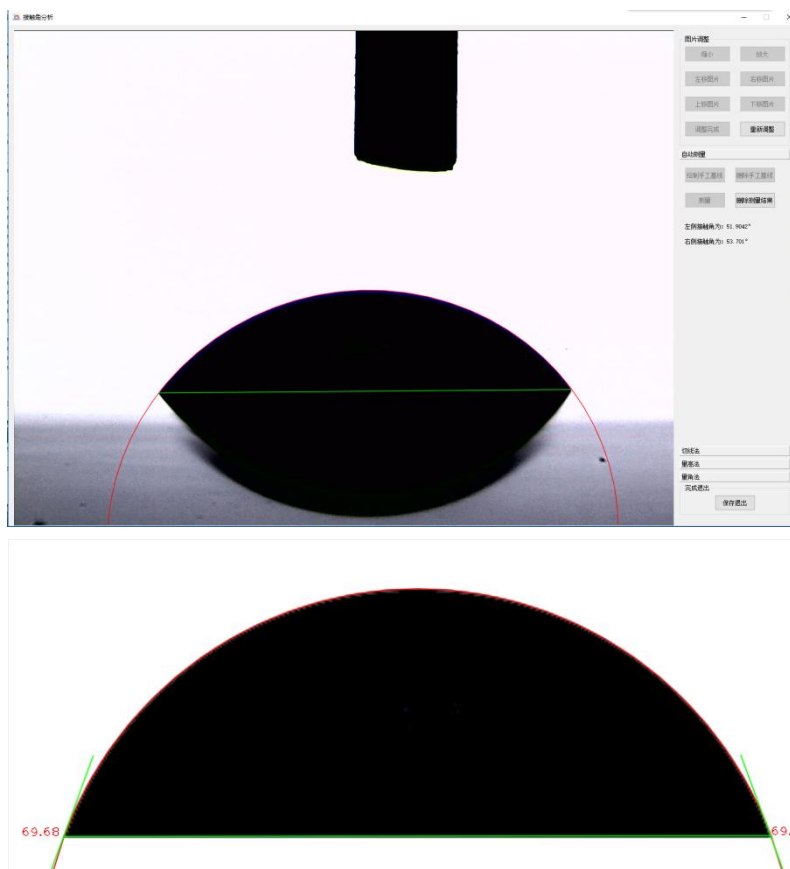 接触角分析
图片调整
缩小 放大
左移图片 右移图片
上移图片 下移图片
调整完成 重新调整
自动测量
绘制手工基线 删除手工基线
测量 删除测量结果
左侧接触角为: 51.9042°
右侧接触角为: 53.701°
切线法
量高法
量角法
完成退出
保存退出
69.68 69.